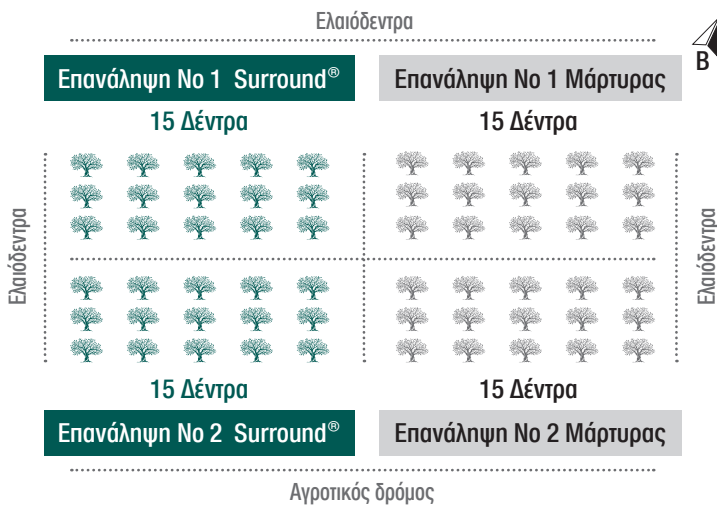 Ελαιόδεντρα
Β
Επανάληψη Νο 1 Surround®
Επανάληψη Νο 1 Μάρτυρας
15 Δέντρα
15 Δέντρα
Ελαιόδεντρα
Ελαιόδεντρα
15 Δέντρα
15 Δέντρα
Επανάληψη Νο 2 Surround®
Επανάληψη Νο 2 Μάρτυρας
Αγροτικός δρόμος